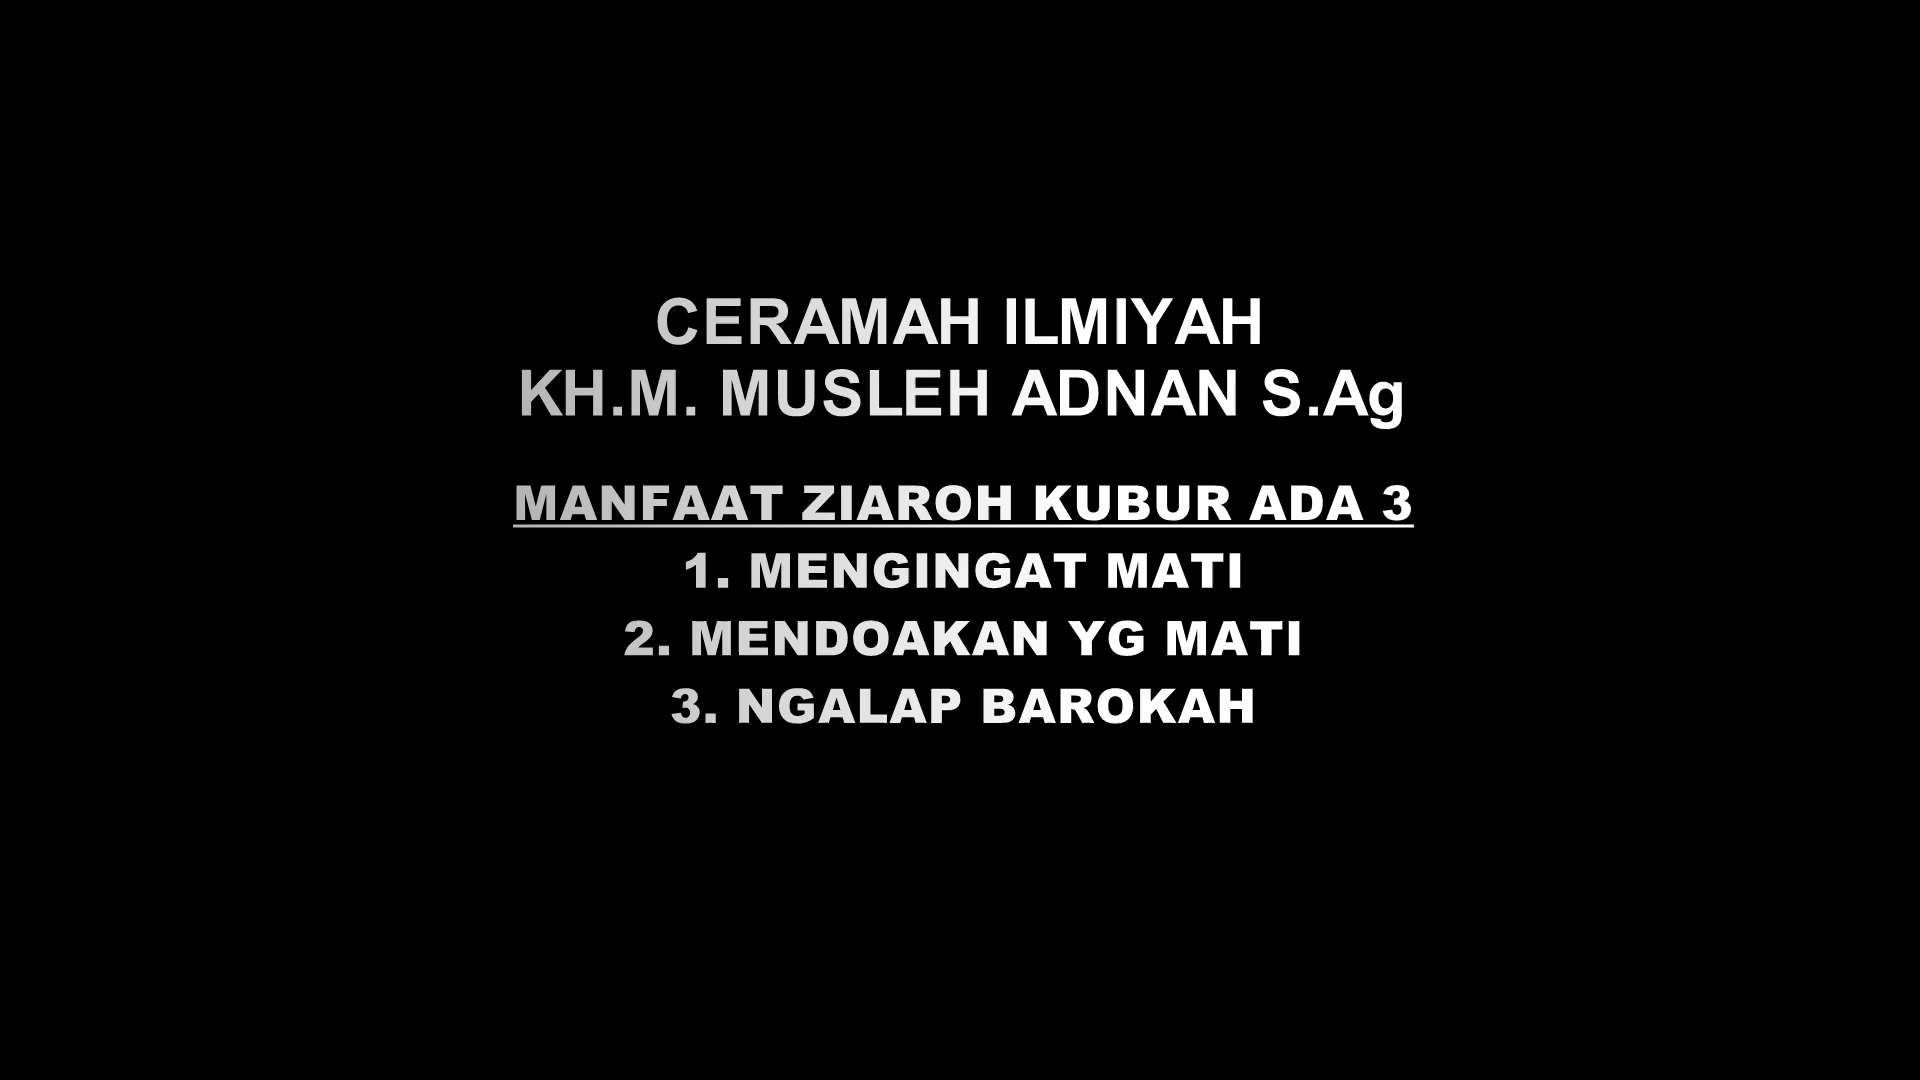 CERAMAH ILMIYAH
KH.M. MUSLEH ADNAN S.Ag
MANFAAT ZIAROH KUBUR ADA 3
1. MENGINGAT MATI
2. MENDOAKAN YG MATI
3. NGALAP BAROKAH